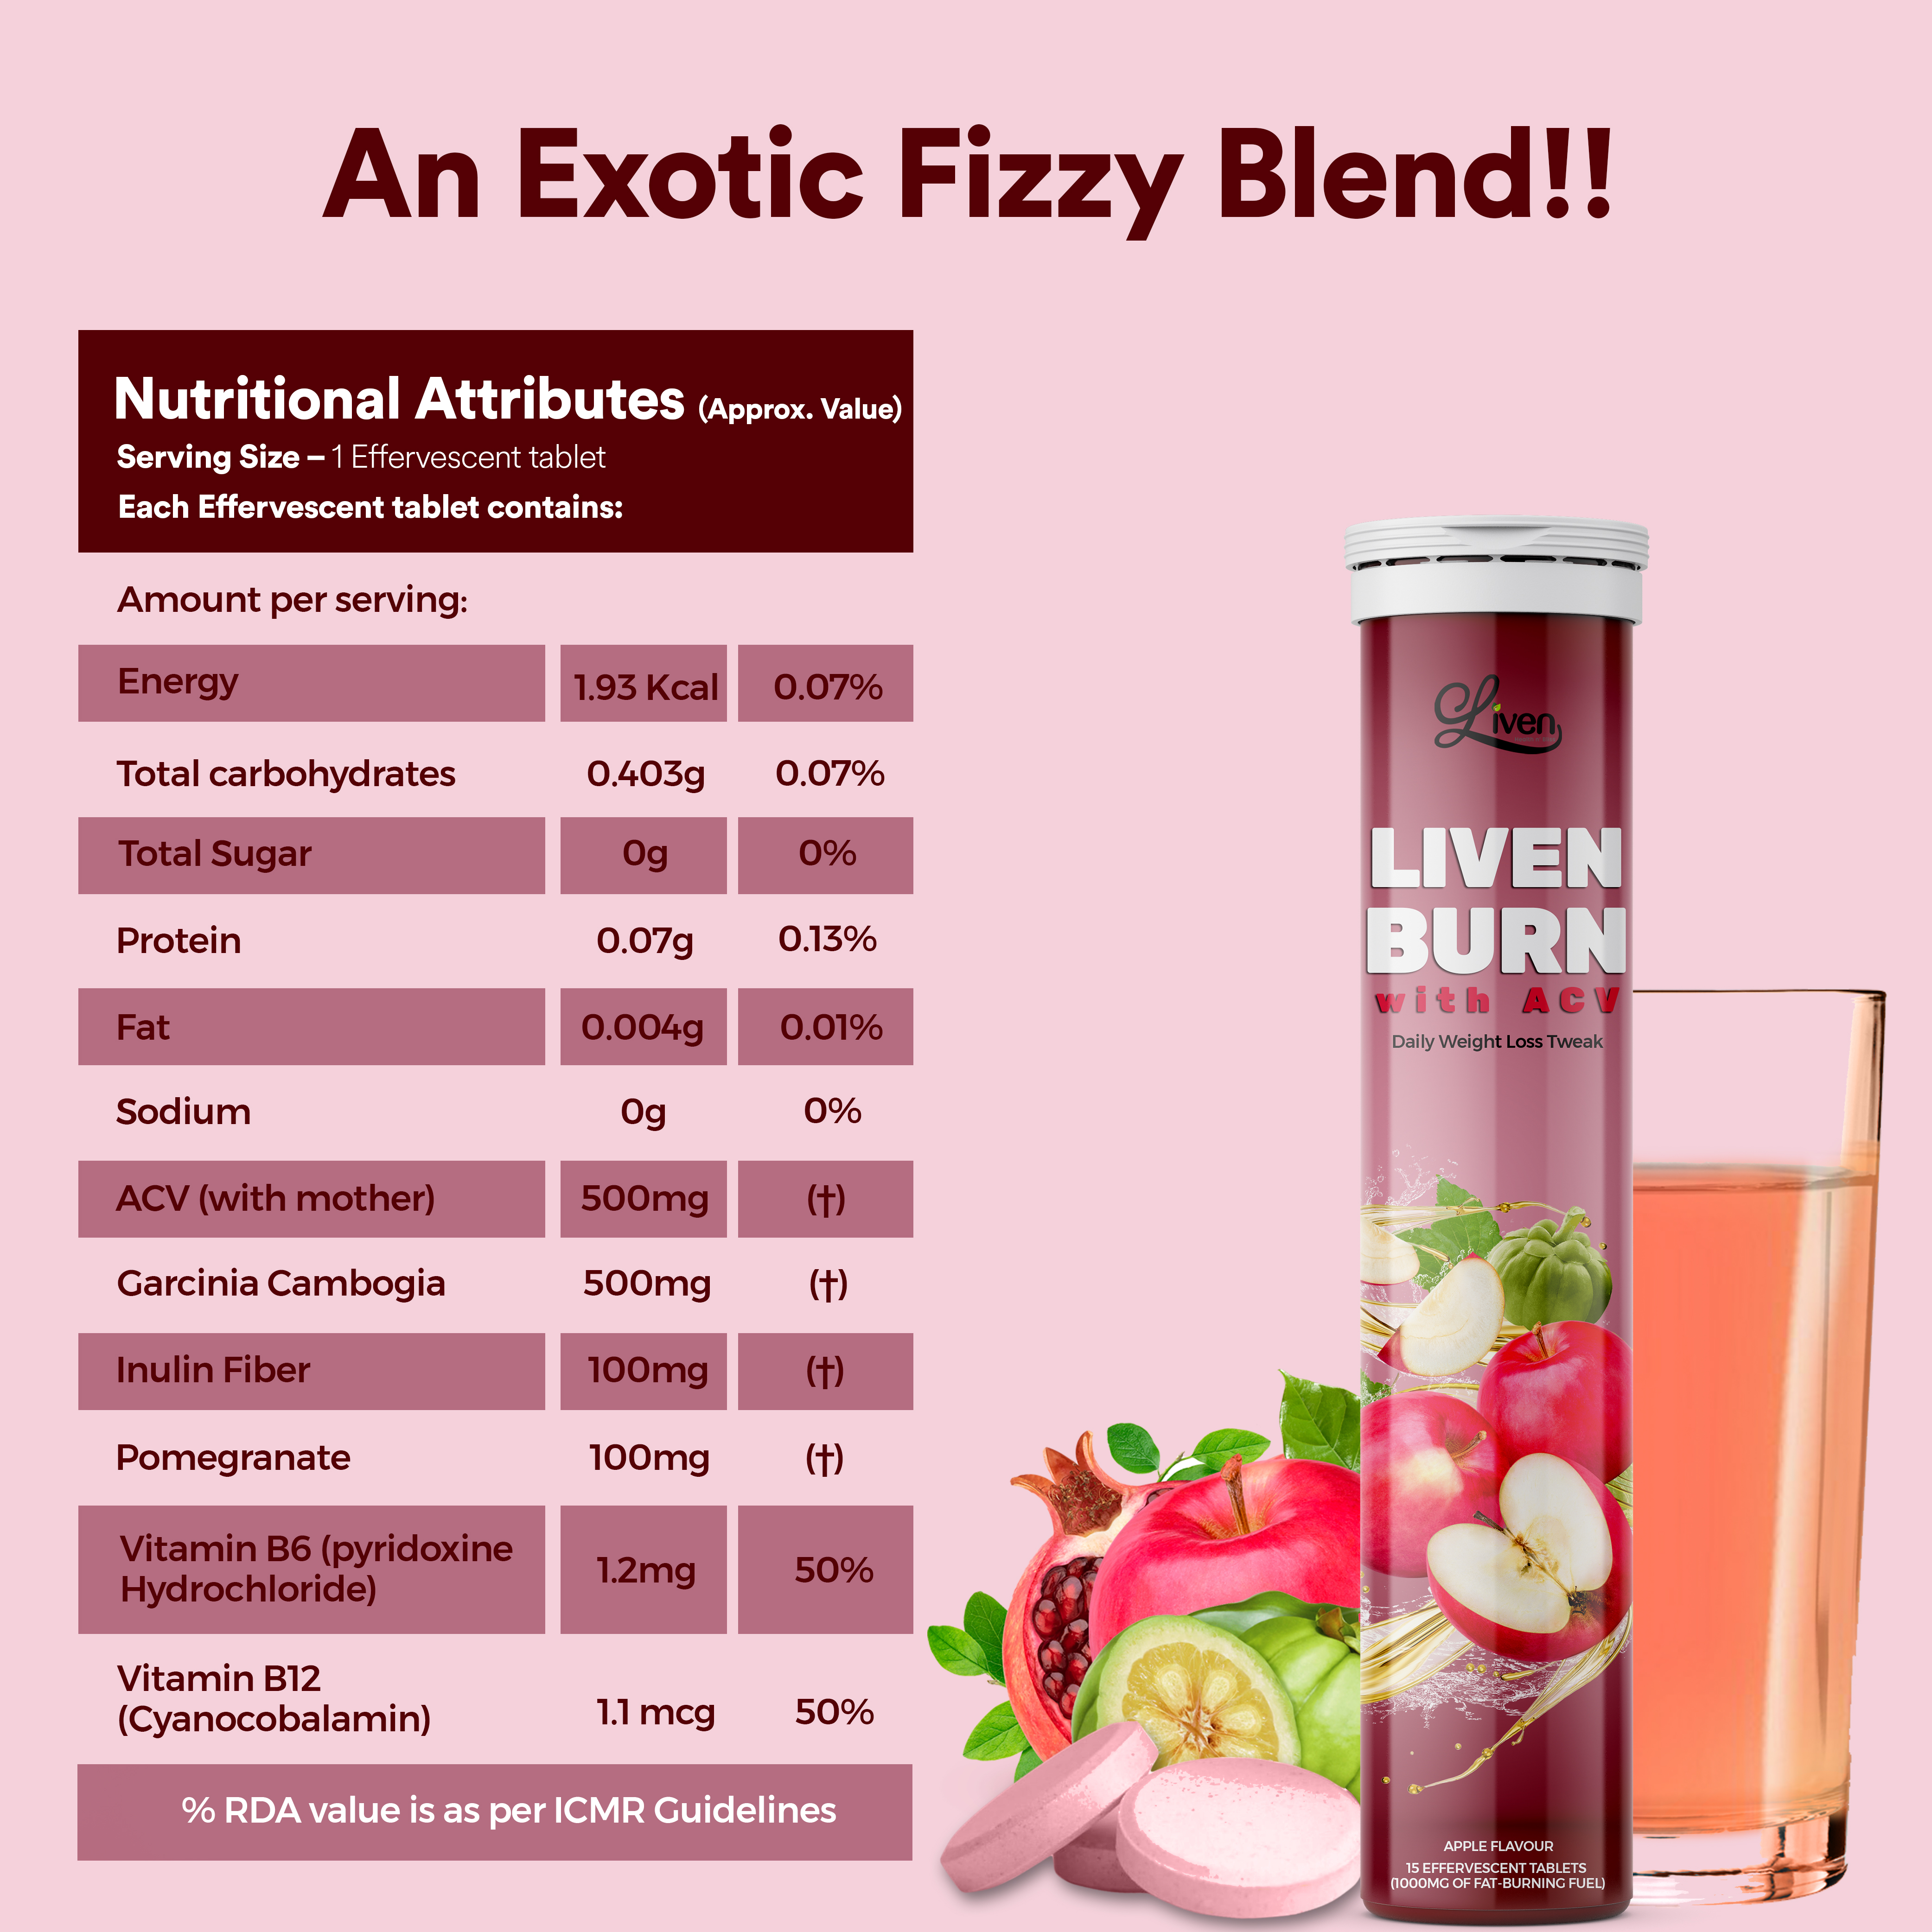 An Exotic Fizzy Blend!!
Nutritional Attributes (Approx. Value)
Serving Size – 1 Effervescent tablet
Each Effervescent tablet contains:
Amount per serving:
Energy 1.93 Kcal 0.07%
Total carbohydrates 0.403g 0.07%
Total Sugar 0g 0%
Protein 0.07g 0.13%
Fat 0.004g 0.01%
Sodium 0g 0%
ACV (with mother) 500mg (†)
Garcinia Cambogia 500mg (†)
Inulin Fiber 100mg (†)
Pomegranate 100mg (†)
Vitamin B6 (pyridoxine
Hydrochloride) 1.2mg 50%
Vitamin B12
(Cyanocobalamin) 1.1 mcg 50%
% RDA value is as per ICMR Guidelines
Liven
LIVEN
BURN
with ACV
Daily Weight Loss Tweak
APPLE FLAVOUR
15 EFFERVESCENT TABLETS
(1000MG OF FAT-BURNING FUEL)